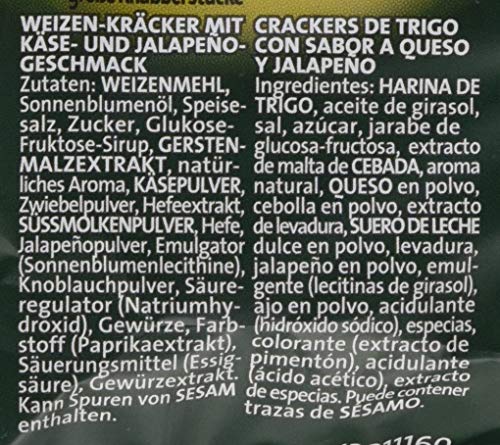 WEIZEN-KRÄCKER MIT
KÄSE- UND JALAPEÑO-
GESCHMACK
Zutaten: WEIZENMEHL,
Sonnenblumenöl, Speise-
salz, Zucker, Glukose-
Fruktose-Sirup, GERSTEN-
MALZEXTRAKT, natür-
liches Aroma, KÄSEPULVER,
Zwiebelpulver, Hefeextrakt,
SÜSSMOLKENPULVER, Hefe,
Jalapeñopulver, Emulgator
(Sonnenblumenlecithine),
Knoblauchpulver, Säure-
regulator (Natriumhy-
droxid), Gewürze, Farb-
stoff (Paprikaextrakt),
Säuerungsmittel (Essig-
säure), Gewürzextrakt.
Kann Spuren von SESAM
enthalten.
CRACKERS DE TRIGO
CON SABOR A QUESO
Y JALAPEÑO
Ingredientes: HARINA DE
TRIGO, aceite de girasol,
sal, azúcar, jarabe de
glucosa-fructosa, extracto
de malta de CEBADA, aroma
natural, QUESO en polvo,
cebolla en polvo, extracto
de levadura, SUERO DE LECHE
dulce en polvo, levadura,
jalapeño en polvo, emul-
gente (lecitinas de girasol),
ajo en polvo, acidulante
(hidróxido sódico), especias,
colorante (extracto de
pimentón), acidulante
(ácido acético), extracto
de especias. Puede contener
trazas de SÉSAMO.